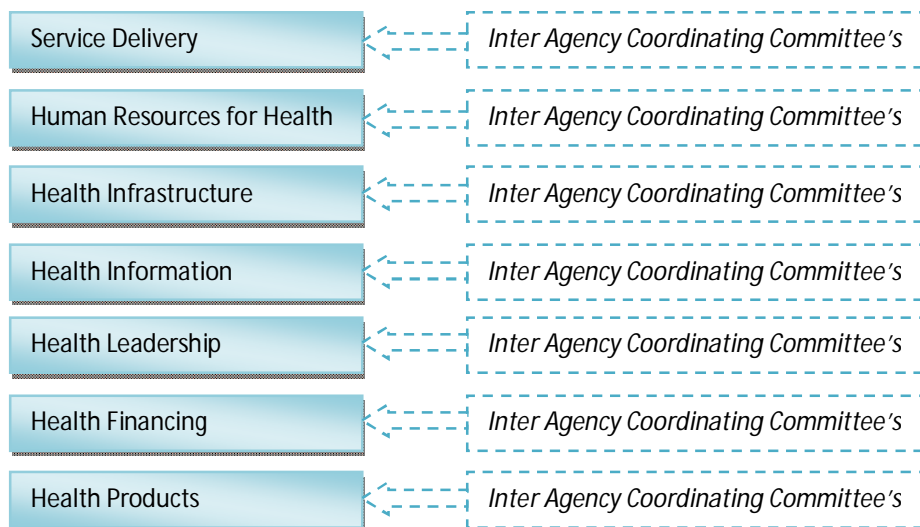 Service Delivery
Inter Agency Coordinating Committee's
Human Resources for Health
Inter Agency Coordinating Committee's
Health Infrastructure
Inter Agency Coordinating Committee's
Health Information
Inter Agency Coordinating Committee's
Health Leadership
Inter Agency Coordinating Committee's
Health Financing
Inter Agency Coordinating Committee's
Health Products
Inter Agency Coordinating Committee's